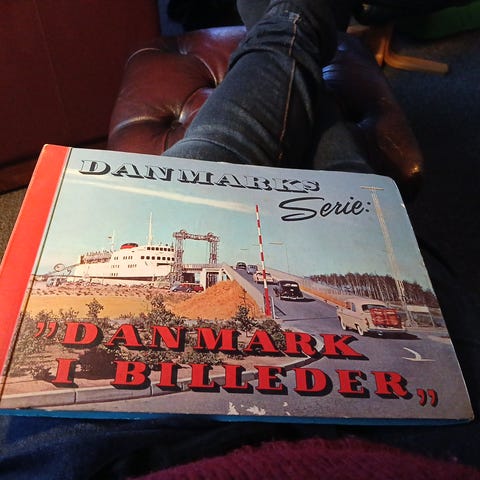 DANMARKS
Serie:
"DANMARK
I BILLEDER"